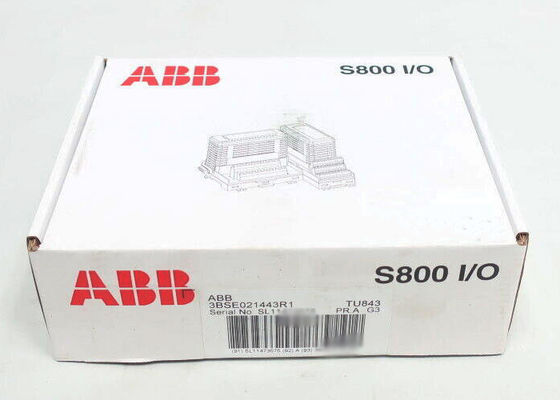 ABB S800 I/O
ABB S800 I/O
ABB
3BSE021443R1 TU843
Serial No: PR:A G3